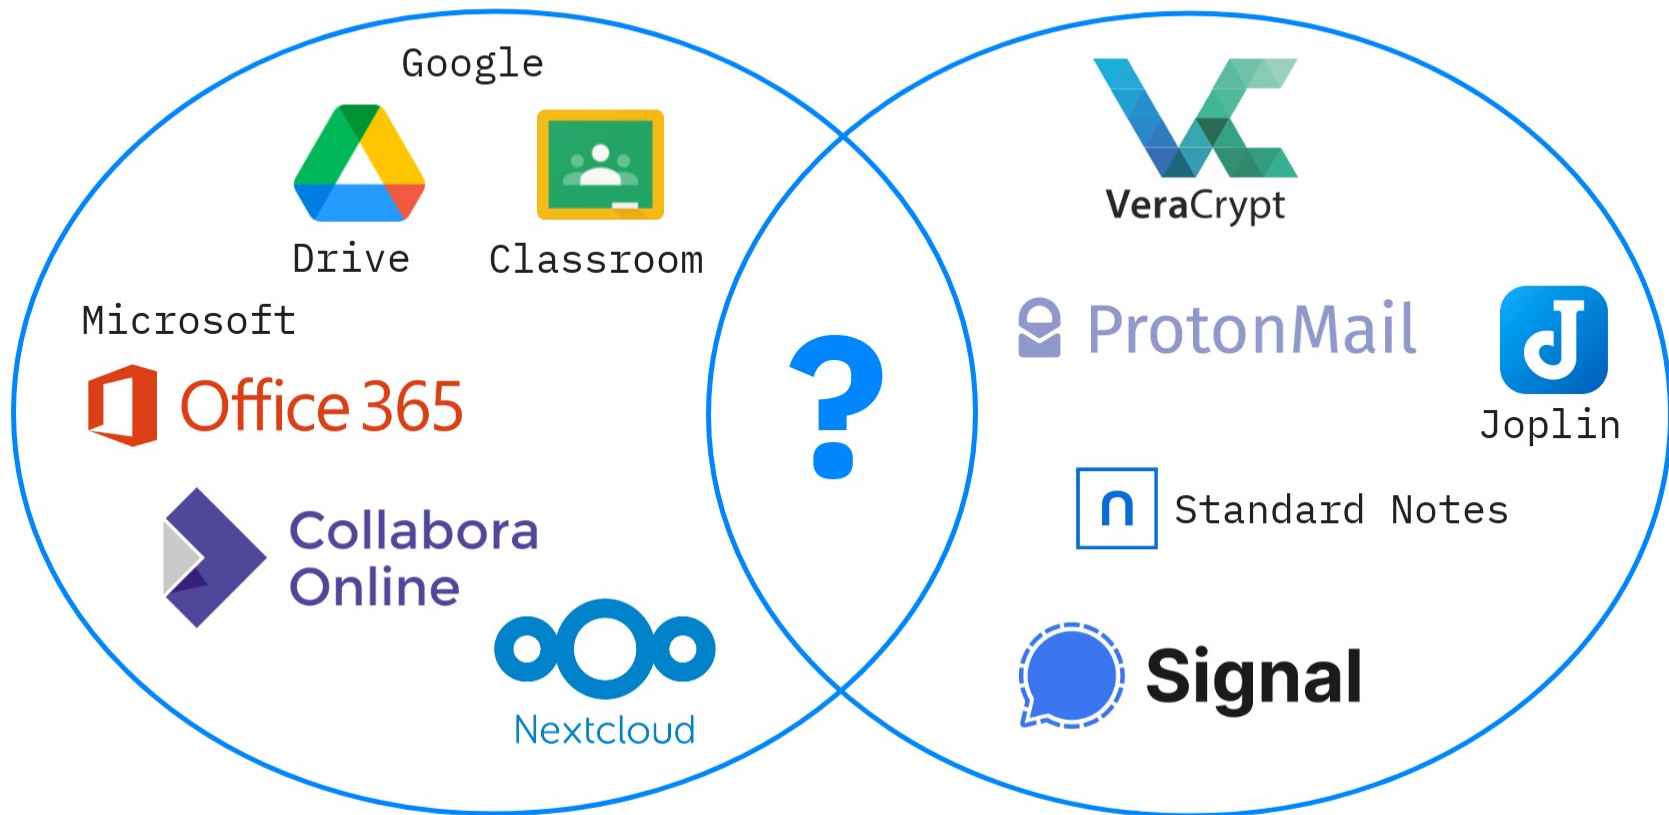 Google
Drive
Classroom
Microsoft
Office 365
Collabora
Online
Nextcloud
?
VeraCrypt
ProtonMail
Joplin
n Standard Notes
Signal